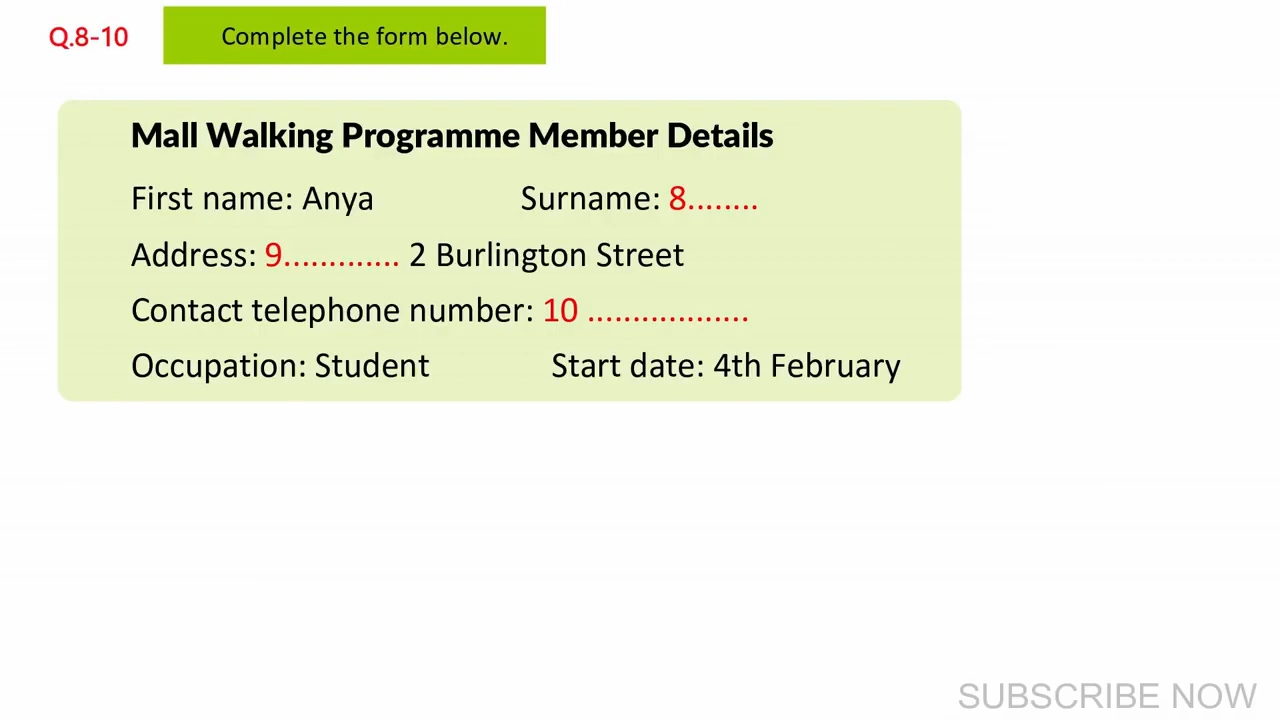 Q.8-10 Complete the form below.
Mall Walking Programme Member Details
First name: Anya Surname: 8........
Address: 9............. 2 Burlington Street
Contact telephone number: 10 ..................
Occupation: Student Start date: 4th February
SUBSCRIBE NOW